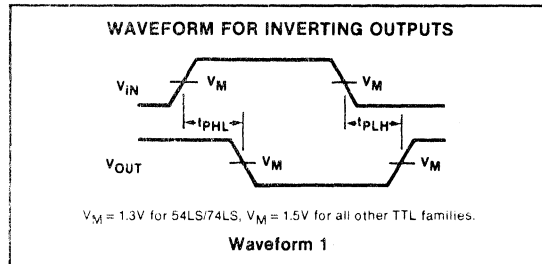 WAVEFORM FOR INVERTING OUTPUTS
VIN
VM
VM
tPHL
tPLH
VOUT
VM
VM
VM = 1.3V for 54LS/74LS, VM = 1.5V for all other TTL families.
Waveform 1